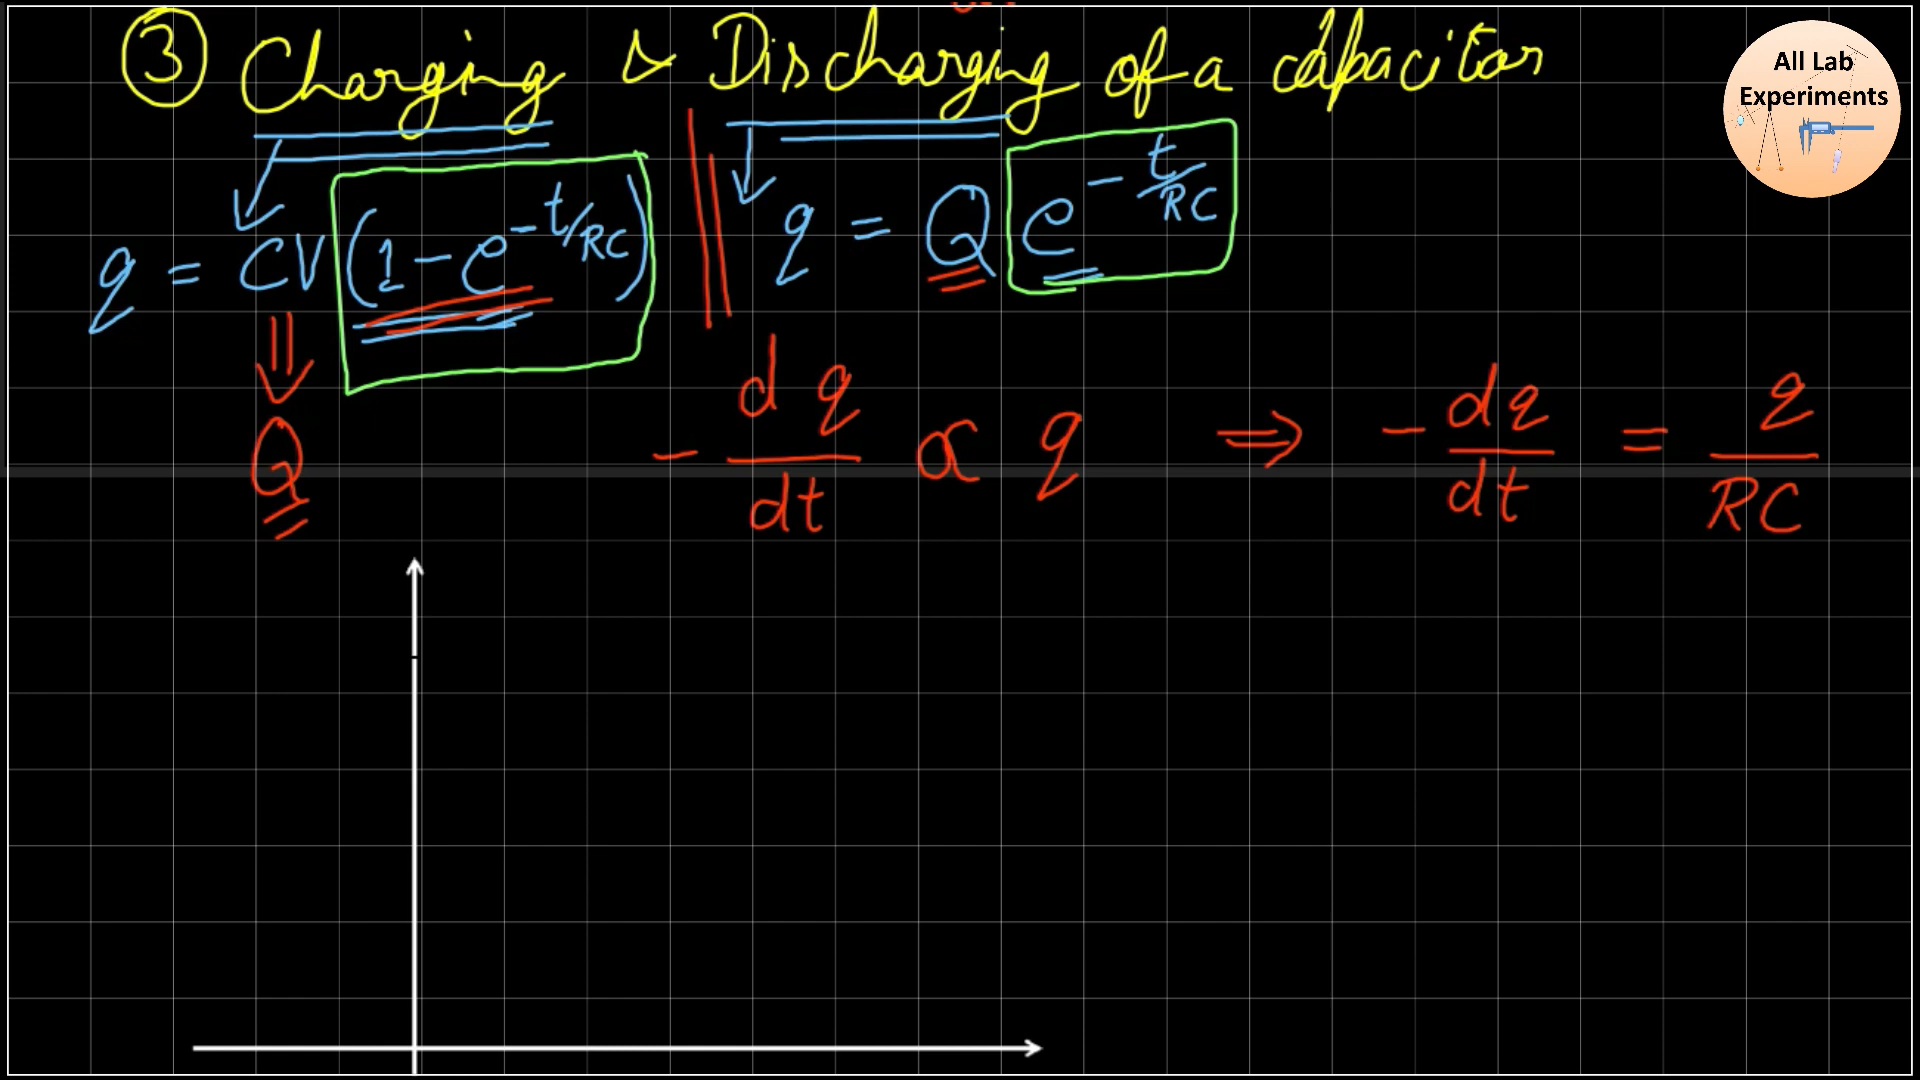 ③ Charging & Discharging of a capacitor
All Lab
Experiments
q = CV(1 - e^-t/RC)
q = Q e^-t/RC
Q
- dq/dt ∝ q ⇒ - dq/dt = q/RC